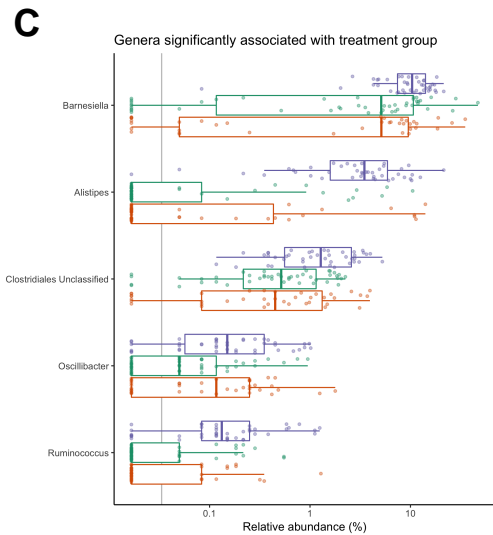 C
Genera significantly associated with treatment group
Barnesiella
Alistipes
Clostridiales Unclassified
Oscillibacter
Ruminococcus
0.1 1 10
Relative abundance (%)